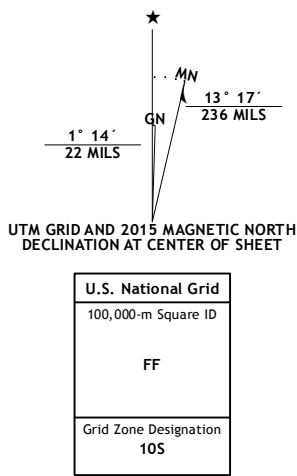 ★
MN
GN
13° 17´
236 MILS
1° 14´
22 MILS
UTM GRID AND 2015 MAGNETIC NORTH
DECLINATION AT CENTER OF SHEET
U.S. National Grid
100,000-m Square ID
FF
Grid Zone Designation
10S